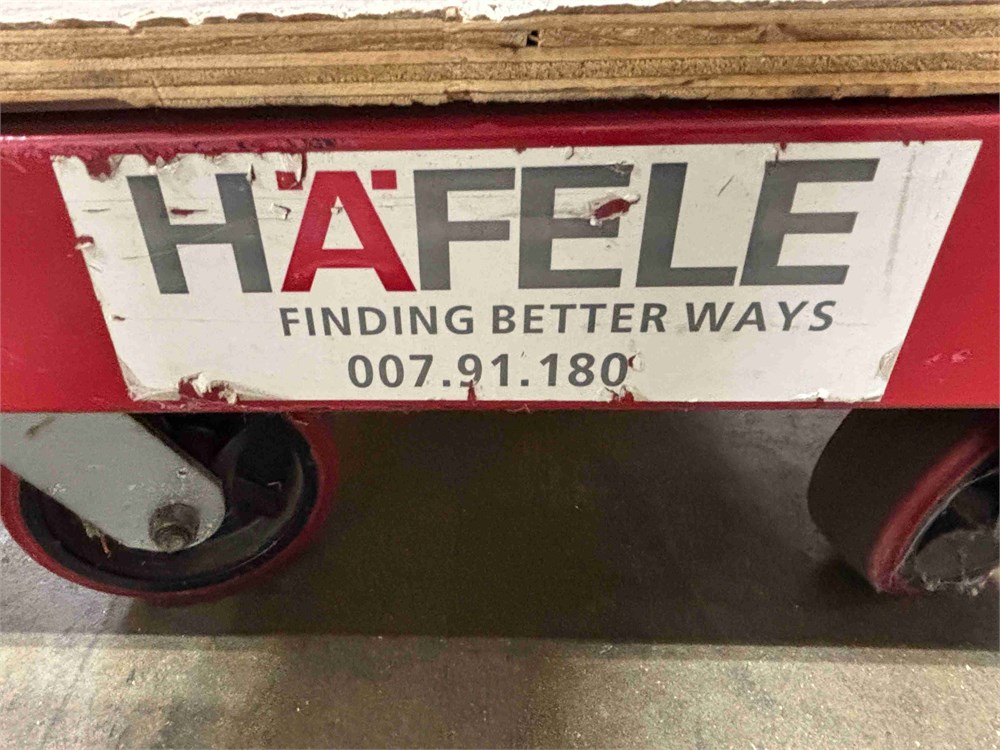 HÄFELE
FINDING BETTER WAYS
007.91.180